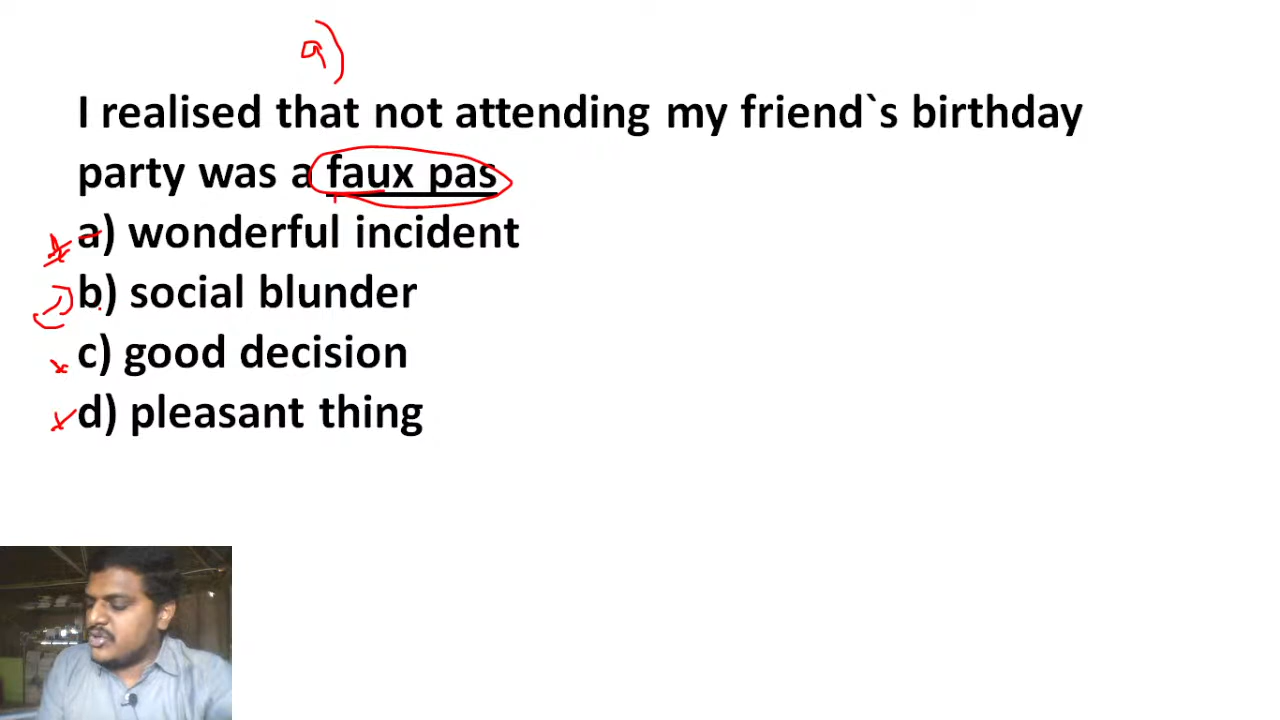 a)
I realised that not attending my friend`s birthday
party was a faux pas
a) wonderful incident
b) social blunder
c) good decision
d) pleasant thing